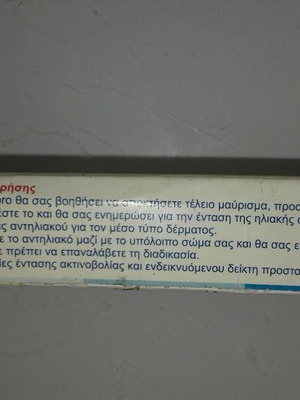 ρήσης
pro θα σας βοηθήσει να αποκτήσετε τέλειο μαύρισμα, προσ
έστε το και θα σας ενημερώσει για την ένταση της ηλιακής
ες αντηλιακού για τον μέσο τύπο δέρματος.
ε το αντηλιακό μαζί με το υπόλοιπο σώμα σας και θα σας ε
ε πρέπει να επαναλάβετε τη διαδικασία.
ίες έντασης ακτινοβολίας και ενδεικνυόμενου δείκτη προστα